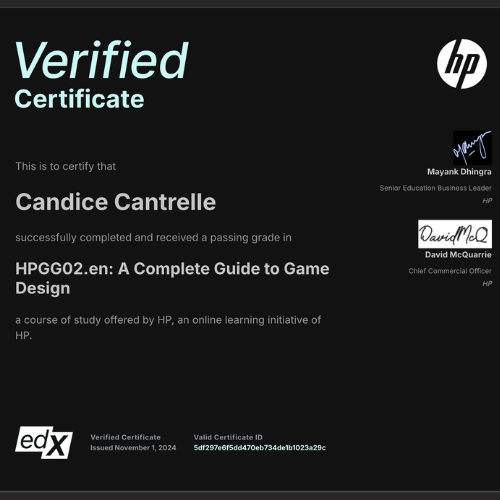 Verified
Certificate
hp
This is to certify that
Candice Cantrelle
successfully completed and received a passing grade in
HPGG02.en: A Complete Guide to Game
Design
a course of study offered by HP, an online learning initiative of
HP.
Mayank Dhingra
Senior Education Business Leader
HP
DavidMcQ
David McQuarrie
Chief Commercial Officer
HP
edX
Verified Certificate
Issued November 1, 2024
Valid Certificate ID
5df297e6f5dd470eb734de1b1023a29c